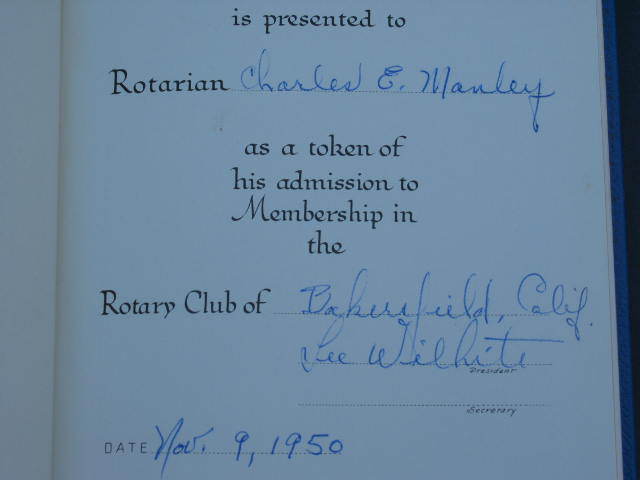 is presented to
Rotarian Charles E. Manley
as a token of
his admission to
Membership in
the
Rotary Club of Bakersfield, Calif.
Lee Wilhite
President
Secretary
DATE Nov. 9, 1950